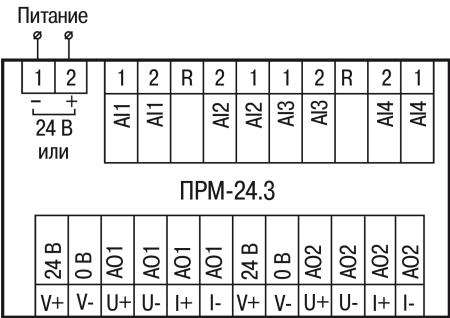 Питание
1 2 1 2 R 2 1 1 2 R 2 1
- +
24 В
или
AI1 AI1 AI2 AI2 AI3 AI3 AI4 AI4
ПРМ-24.3
24 В 0 В AO1 AO1 AO1 AO1 24 В 0 В AO2 AO2 AO2 AO2
V+ V- U+ U- I+ I- V+ V- U+ U- I+ I-